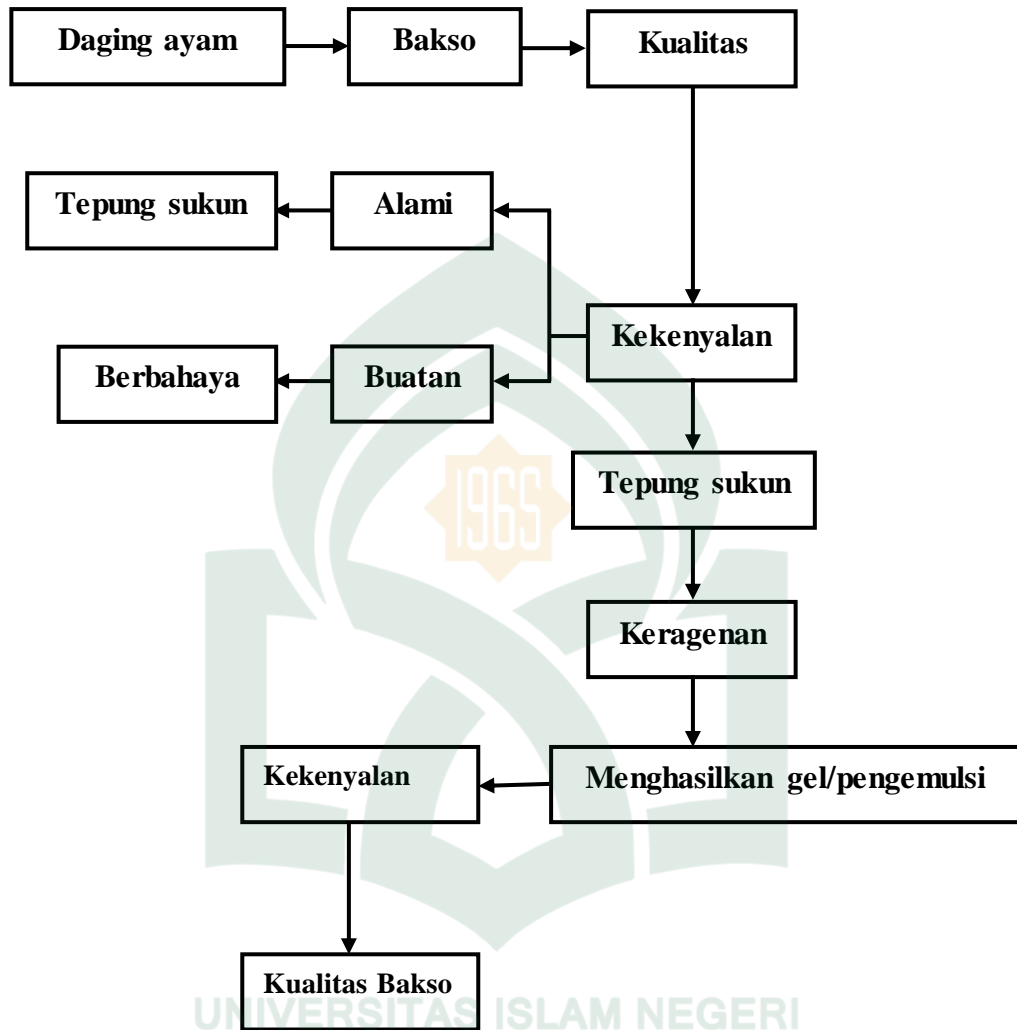 Daging ayam
Bakso
Kualitas
Tepung sukun
Alami
Kekenyalan
Berbahaya
Buatan
Tepung sukun
Keragenan
Kekenyalan
Menghasilkan gel/pengemulsi
Kualitas Bakso
1965
UNIVERSITAS ISLAM NEGERI